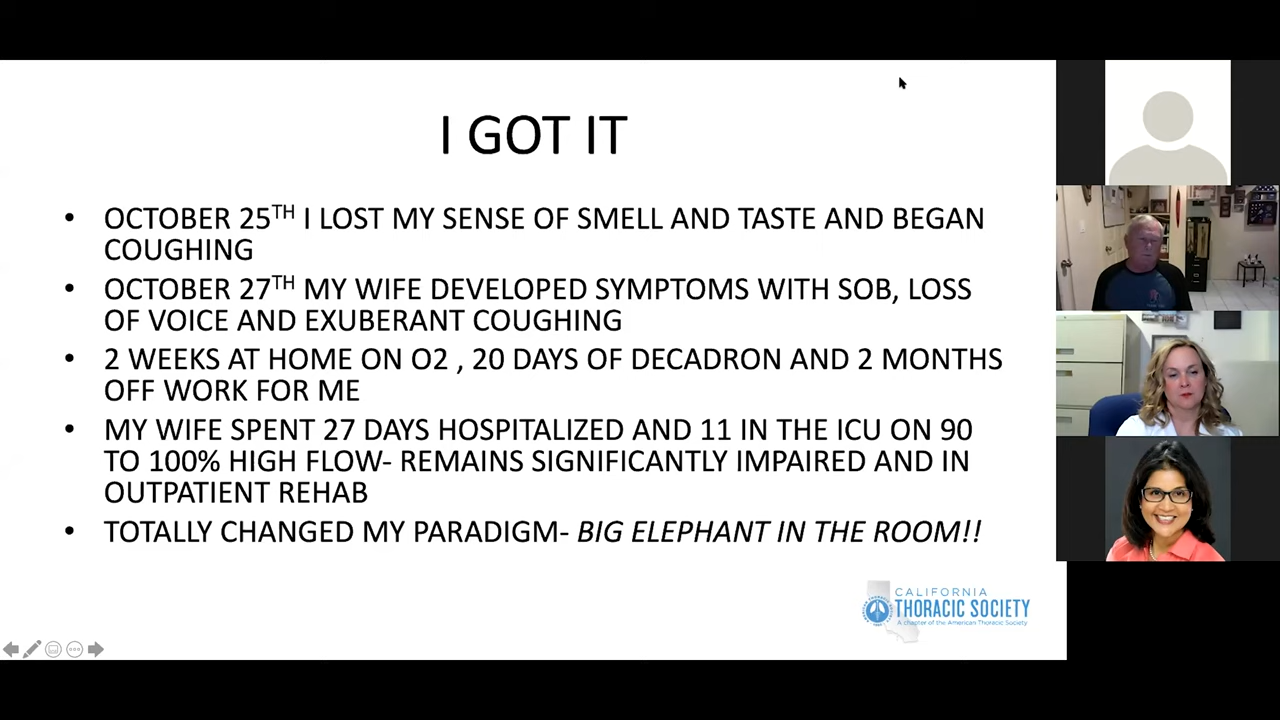 I GOT IT
• OCTOBER 25TH I LOST MY SENSE OF SMELL AND TASTE AND BEGAN
COUGHING
• OCTOBER 27TH MY WIFE DEVELOPED SYMPTOMS WITH SOB, LOSS
OF VOICE AND EXUBERANT COUGHING
• 2 WEEKS AT HOME ON O2 , 20 DAYS OF DECADRON AND 2 MONTHS
OFF WORK FOR ME
• MY WIFE SPENT 27 DAYS HOSPITALIZED AND 11 IN THE ICU ON 90
TO 100% HIGH FLOW- REMAINS SIGNIFICANTLY IMPAIRED AND IN
OUTPATIENT REHAB
• TOTALLY CHANGED MY PARADIGM- BIG ELEPHANT IN THE ROOM!!
CALIFORNIA
THORACIC SOCIETY
A chapter of the American Thoracic Society